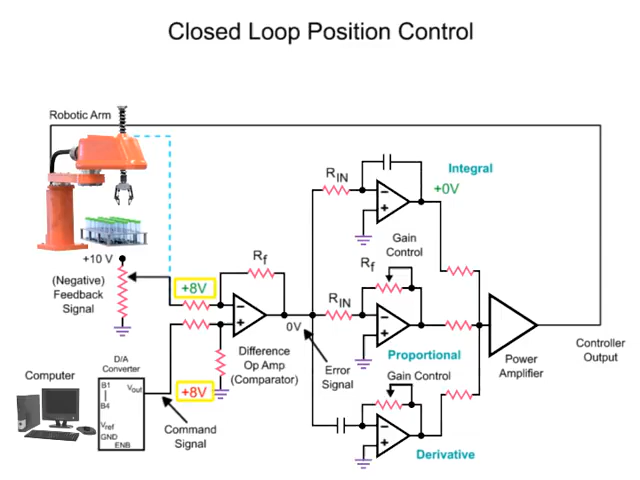 Closed Loop Position Control
Robotic Arm
+10 V
(Negative)
Feedback
Signal
+8V
Rf
−
+
0V
Difference
Op Amp
(Comparator)
Error
Signal
+8V
Command
Signal
Computer
D/A
Converter
B1
B4
Vout
Vref
GND
ENB
RIN
−
+
Integral
+0V
Gain
Control
Rf
RIN
−
+
Proportional
Gain Control
−
+
Derivative
Power
Amplifier
Controller
Output